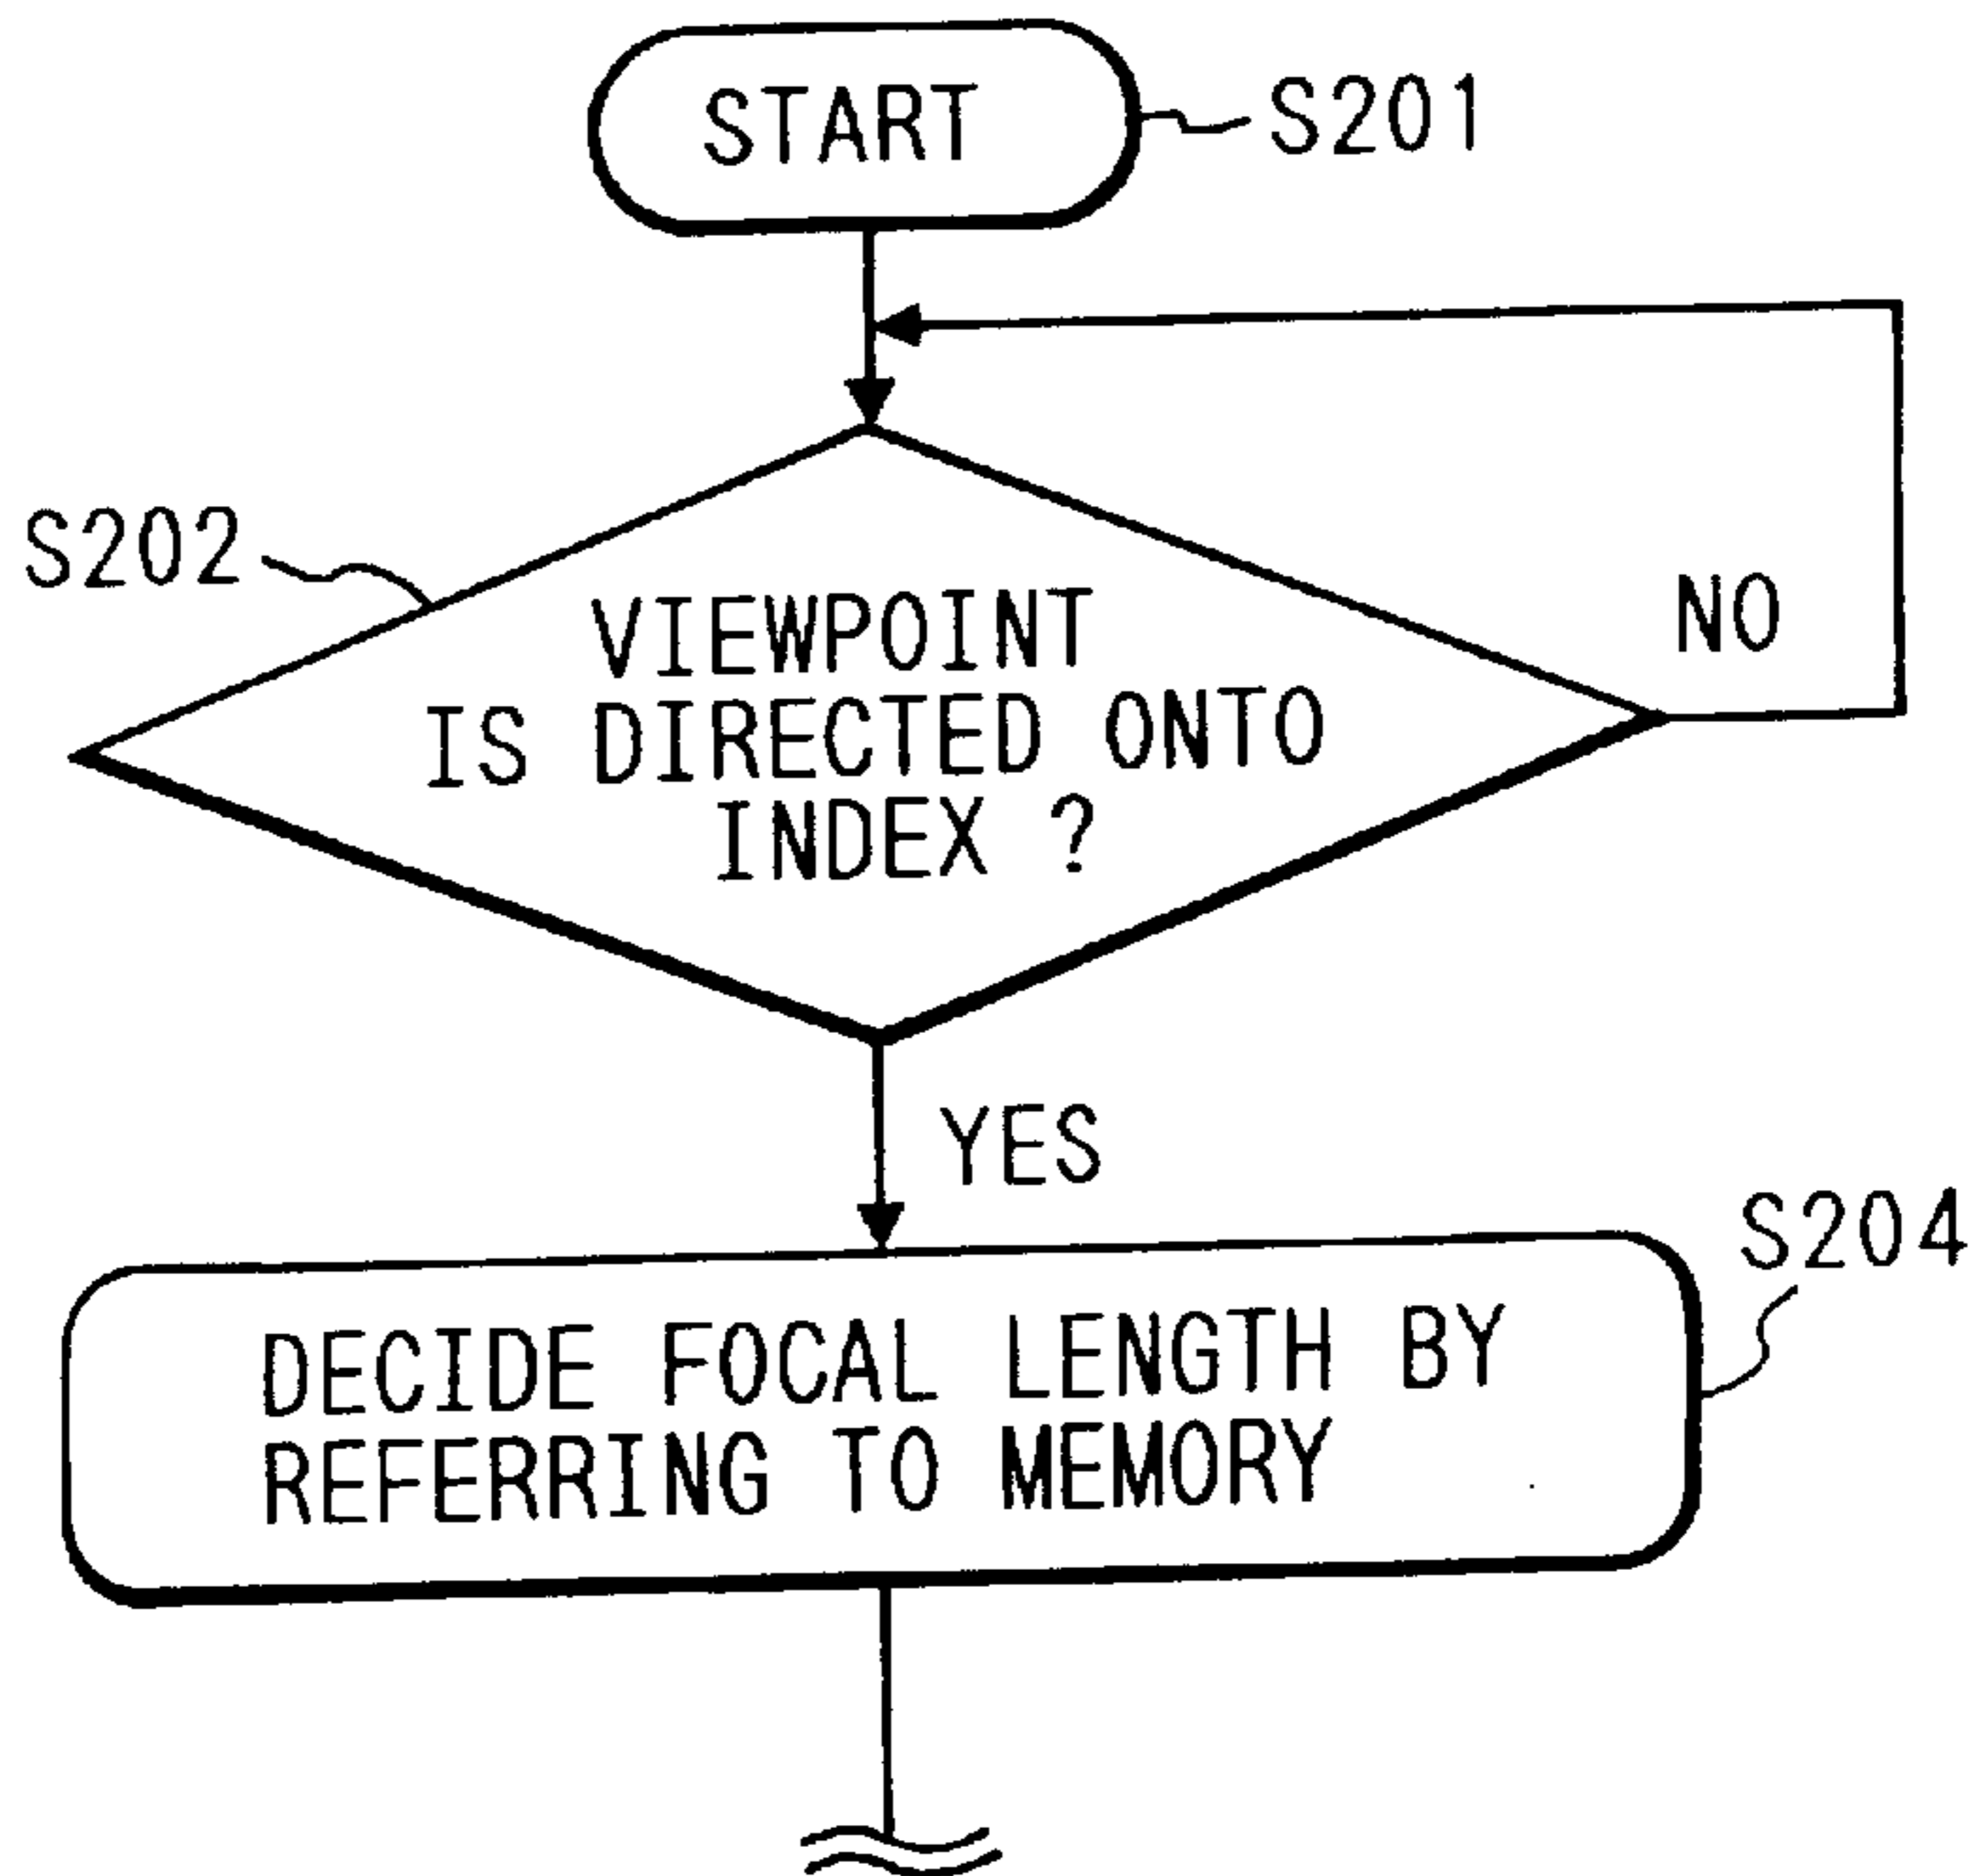 START
S201
S202
VIEWPOINT
IS DIRECTED ONTO
INDEX ?
NO
YES
S204
DECIDE FOCAL LENGTH BY
REFERRING TO MEMORY